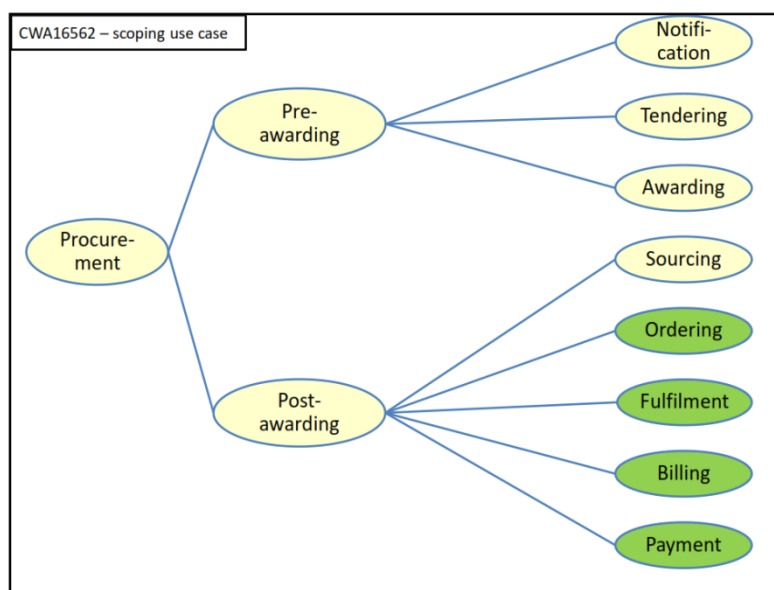 CWA16562 – scoping use case
Notifi-
cation
Pre-
awarding
Tendering
Awarding
Procure-
ment
Sourcing
Ordering
Post-
awarding
Fulfilment
Billing
Payment